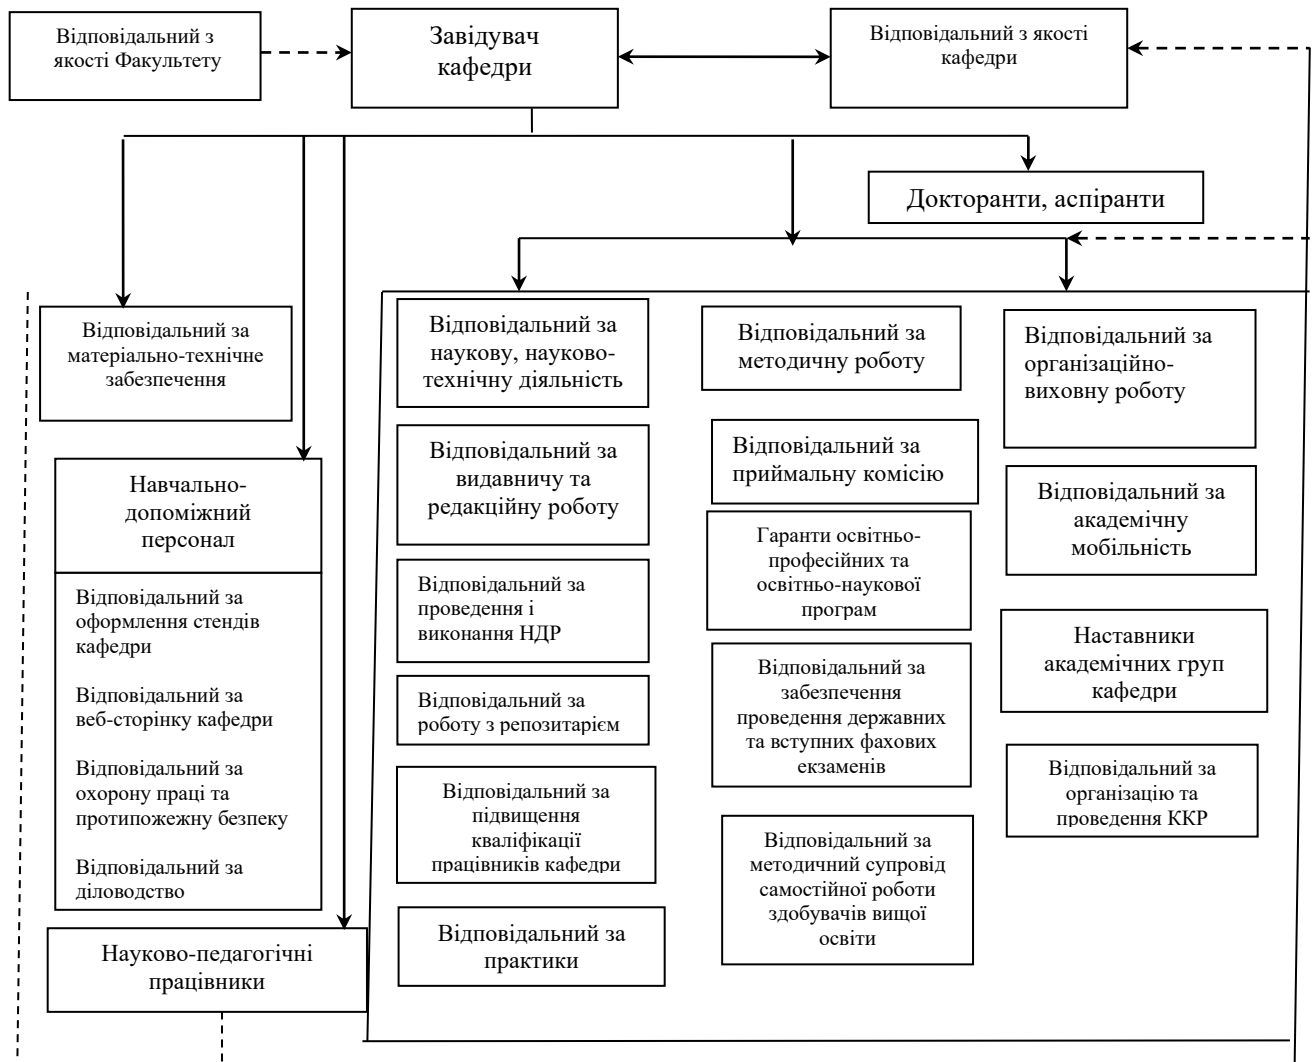 Відповідальний з
якості Факультету
Завідувач
кафедри
Відповідальний з якості
кафедри
Докторанти, аспіранти
Відповідальний за
матеріально-технічне
забезпечення
Навчально-
допоміжний
персонал
Відповідальний за
оформлення стендів
кафедри
Відповідальний за
веб-сторінку кафедри
Відповідальний за
охорону праці та
протипожежну безпеку
Відповідальний за
діловодство
Науково-педагогічні
працівники
Відповідальний за
наукову, науково-
технічну діяльність
Відповідальний за
видавничу та
редакційну роботу
Відповідальний за
проведення і
виконання НДР
Відповідальний за
роботу з репозитарієм
Відповідальний за
підвищення
кваліфікації
працівників кафедри
Відповідальний за
практики
Відповідальний за
методичну роботу
Відповідальний за
приймальну комісію
Гаранти освітньо-
професійних та
освітньо-наукової
програм
Відповідальний за
забезпечення
проведення державних
та вступних фахових
екзаменів
Відповідальний за
методичний супровід
самостійної роботи
здобувачів вищої
освіти
Відповідальний за
організаційно-
виховну роботу
Відповідальний за
академічну
мобільність
Наставники
академічних груп
кафедри
Відповідальний за
організацію та
проведення ККР